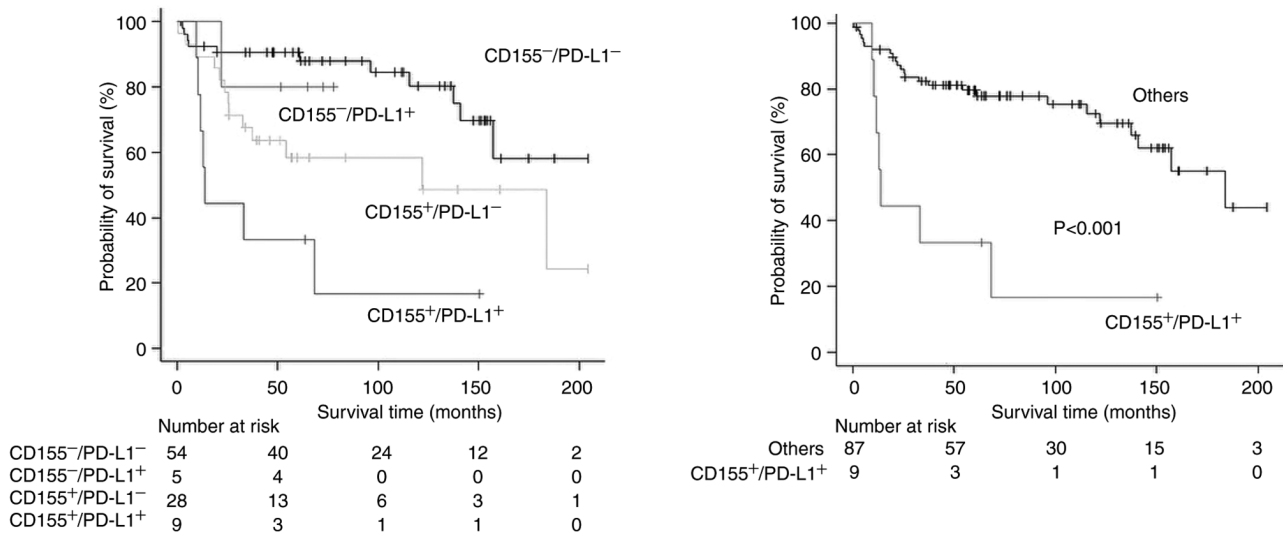 Probability of survival (%)
100
80
60
40
20
0
CD155⁻/PD-L1⁻
CD155⁻/PD-L1⁺
CD155⁺/PD-L1⁻
CD155⁺/PD-L1⁺
0 50 100 150 200
Survival time (months)
Number at risk
CD155⁻/PD-L1⁻ 54 40 24 12 2
CD155⁻/PD-L1⁺ 5 4 0 0 0
CD155⁺/PD-L1⁻ 28 13 6 3 1
CD155⁺/PD-L1⁺ 9 3 1 1 0
Probability of survival (%)
100
80
60
40
20
0
Others
P<0.001
CD155⁺/PD-L1⁺
0 50 100 150 200
Survival time (months)
Number at risk
Others 87 57 30 15 3
CD155⁺/PD-L1⁺ 9 3 1 1 0